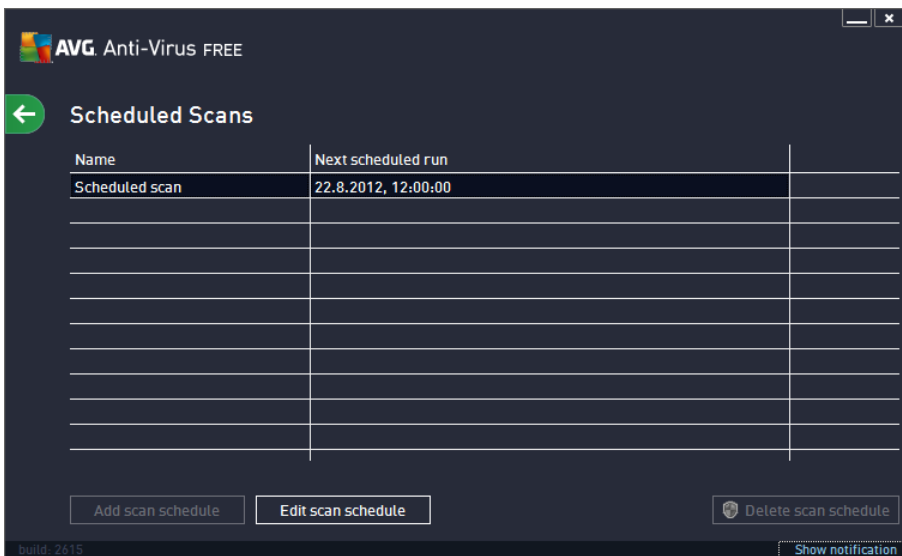 AVG. Anti-Virus FREE
Scheduled Scans
Name Next scheduled run
Scheduled scan 22.8.2012, 12:00:00
Add scan schedule Edit scan schedule Delete scan schedule
build: 2615 Show notification